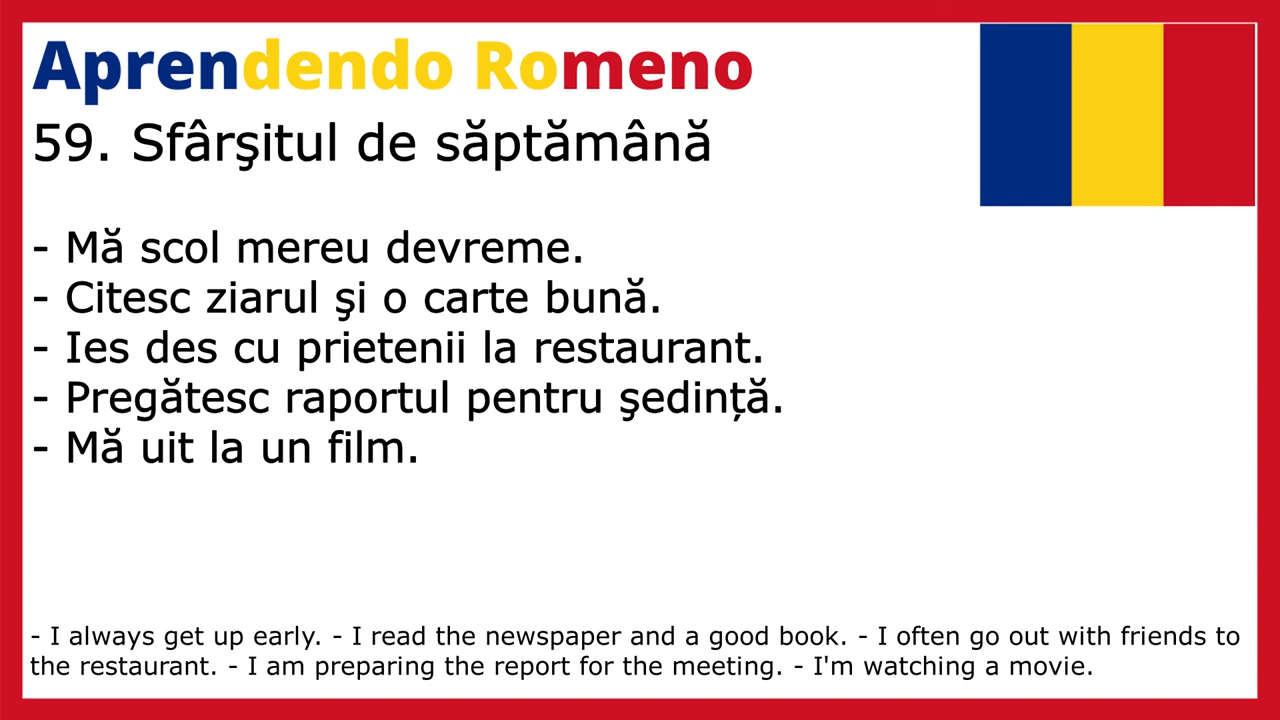 Aprendendo Romeno
59. Sfârşitul de săptămână
- Mă scol mereu devreme.
- Citesc ziarul şi o carte bună.
- Ies des cu prietenii la restaurant.
- Pregătesc raportul pentru şedință.
- Mă uit la un film.
- I always get up early. - I read the newspaper and a good book. - I often go out with friends to
the restaurant. - I am preparing the report for the meeting. - I'm watching a movie.